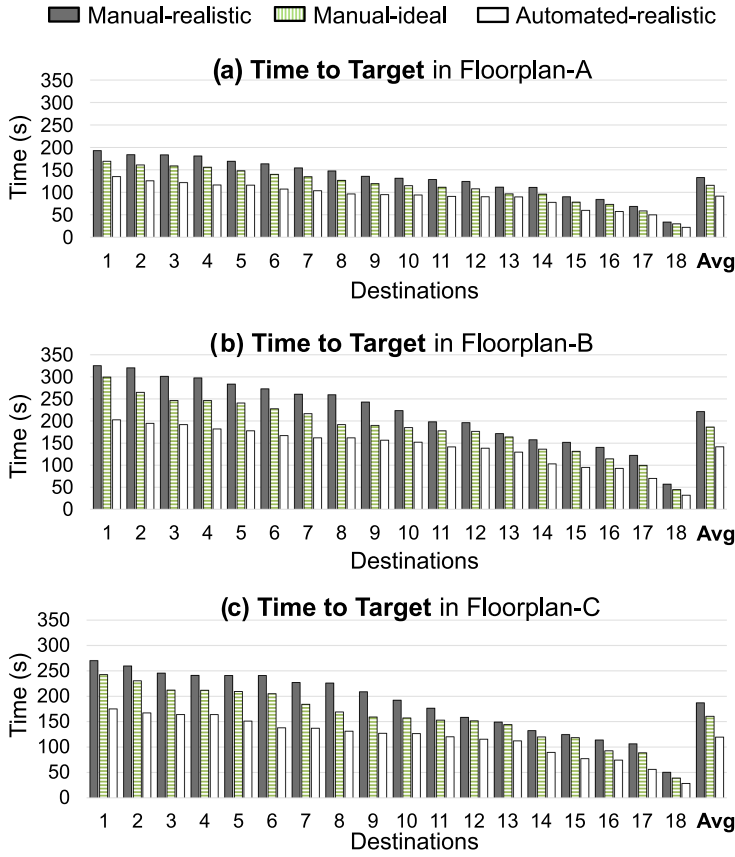 Manual-realistic Manual-ideal Automated-realistic
(a) Time to Target in Floorplan-A
Time (s)
350
300
250
200
150
100
50
0
1 2 3 4 5 6 7 8 9 10 11 12 13 14 15 16 17 18 Avg
Destinations
(b) Time to Target in Floorplan-B
Time (s)
350
300
250
200
150
100
50
0
1 2 3 4 5 6 7 8 9 10 11 12 13 14 15 16 17 18 Avg
Destinations
(c) Time to Target in Floorplan-C
Time (s)
350
300
250
200
150
100
50
0
1 2 3 4 5 6 7 8 9 10 11 12 13 14 15 16 17 18 Avg
Destinations